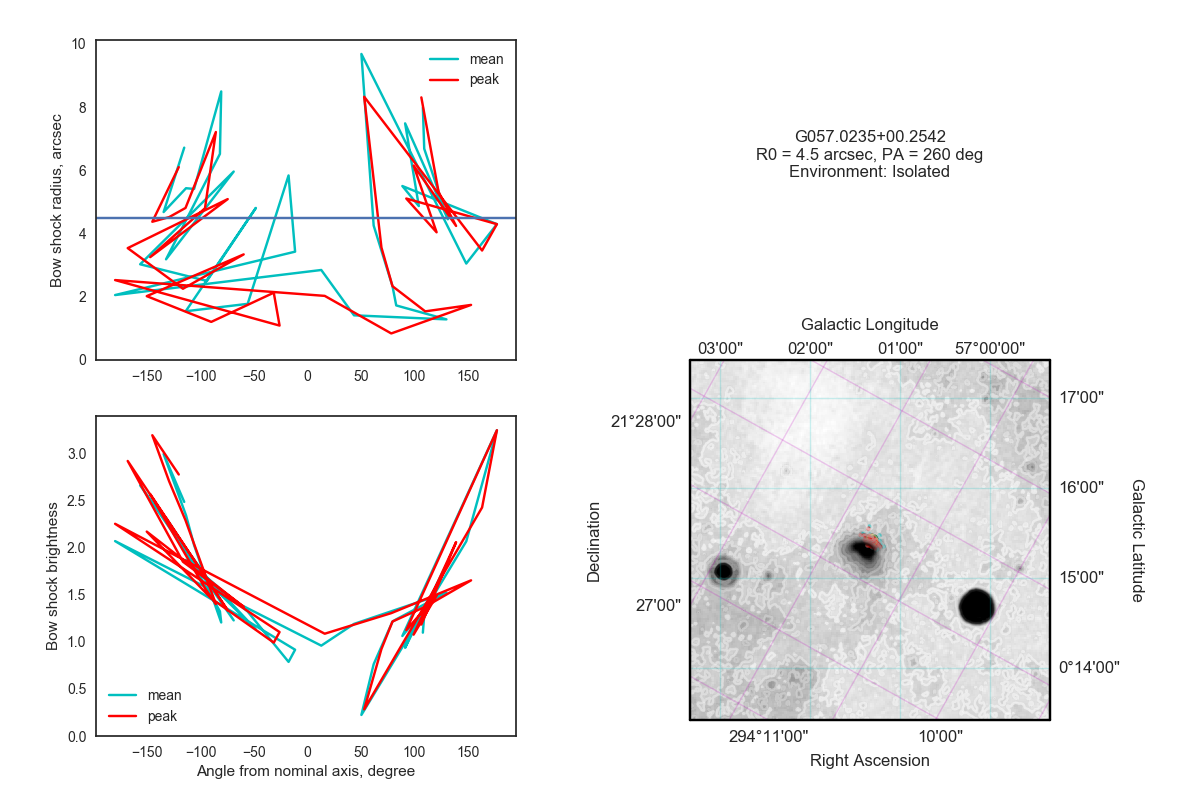 10
8
6
4
2
0
Bow shock radius, arcsec
mean
peak
−150
−100
−50
0
50
100
150
3.0
2.5
2.0
1.5
1.0
0.5
0.0
Bow shock brightness
mean
peak
−150
−100
−50
0
50
100
150
Angle from nominal axis, degree
G057.0235+00.2542
R0 = 4.5 arcsec, PA = 260 deg
Environment: Isolated
Galactic Longitude
03'00" 02'00" 01'00" 57°00'00"
21°28'00"
27'00"
Declination
17'00"
16'00"
15'00"
0°14'00"
Galactic Latitude
294°11'00" 10'00"
Right Ascension